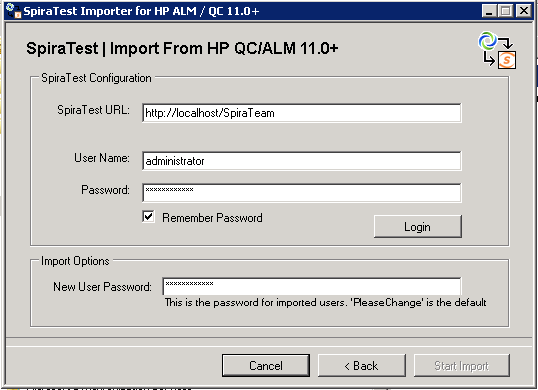 SpiraTest Importer for HP ALM / QC 11.0+
SpiraTest | Import From HP QC/ALM 11.0+
SpiraTest Configuration
SpiraTest URL: http://localhost/SpiraTeam
User Name: administrator
Password: ************
Remember Password
Login
Import Options
New User Password: ************
This is the password for imported users. 'PleaseChange' is the default
Cancel < Back Start Import